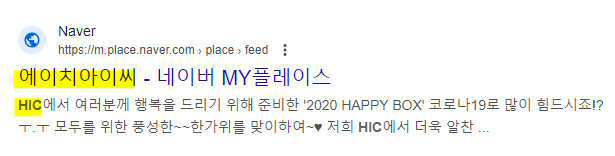 Naver
https://m.place.naver.com › place › feed
에이치아이씨 - 네이버 MY플레이스
HIC에서 여러분께 행복을 드리기 위해 준비한 '2020 HAPPY BOX' 코로나19로 많이 힘드시죠!?
ㅜ.ㅜ 모두를 위한 풍성한~~한가위를 맞이하여~♥ 저희 HIC에서 더욱 알찬 ...